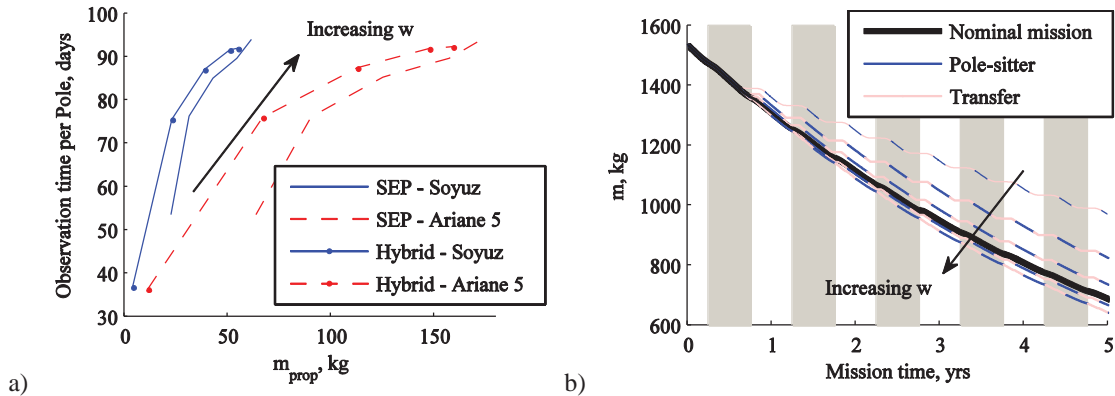 100
90
80
70
60
50
40
30
0
50
100
150
Observation time per Pole, days
m_prop, kg
Increasing w
SEP - Soyuz
SEP - Ariane 5
Hybrid - Soyuz
Hybrid - Ariane 5
a)
1600
1400
1200
1000
800
600
0
1
2
3
4
5
m, kg
Mission time, yrs
Nominal mission
Pole-sitter
Transfer
Increasing w
b)